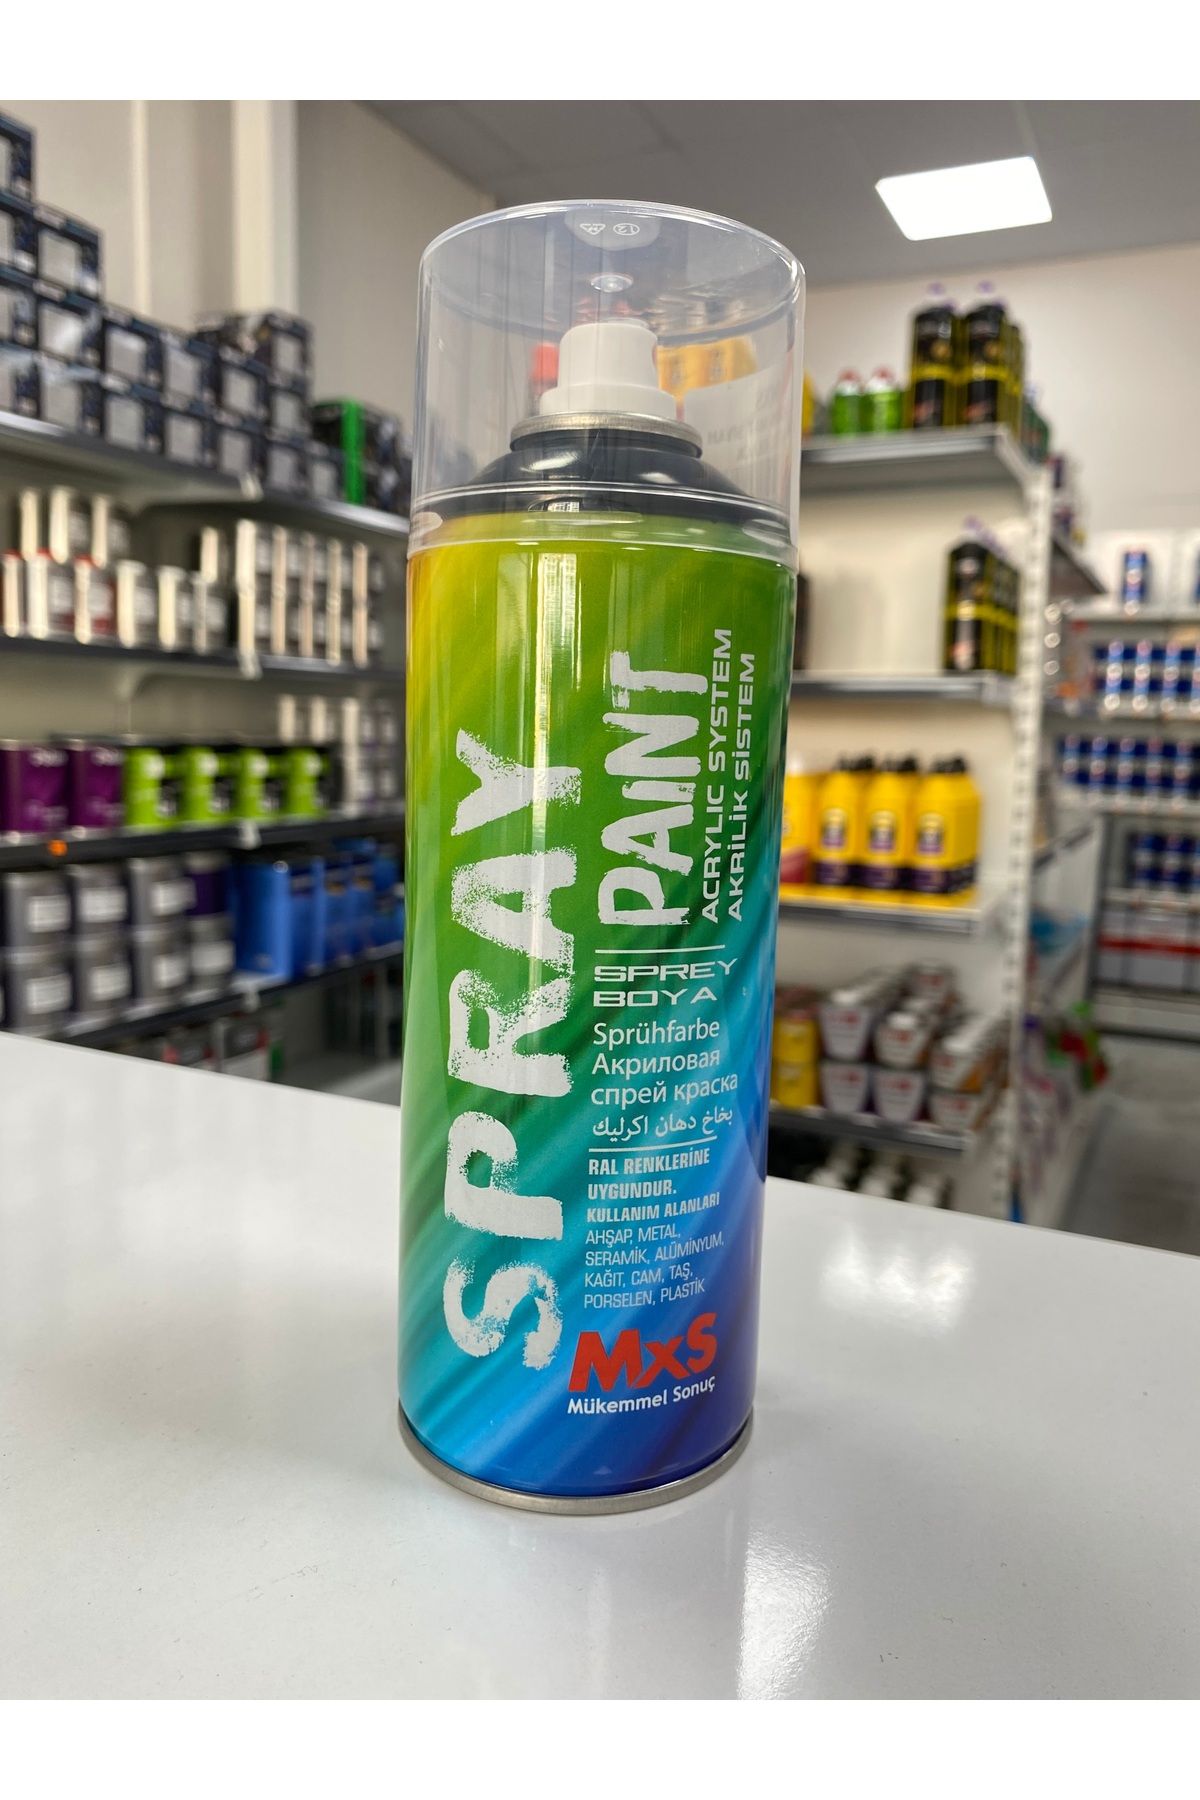 SPRAY
PAINT
ACRYLIC SYSTEM
AKRİLİK SİSTEM
SPREY
BOYA
Sprühfarbe
Акриловая
спрей краска
بخاخ دهان اكرليك
RAL RENKLERİNE
UYGUNDUR.
KULLANIM ALANLARI
AHŞAP, METAL,
SERAMİK, ALÜMİNYUM,
KAĞIT, CAM, TAŞ,
PORSELEN, PLASTİK
MxS
Mükemmel Sonuç